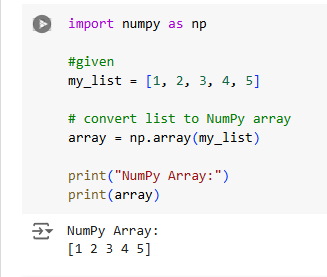 import numpy as np
#given
my_list = [1, 2, 3, 4, 5]
# convert list to NumPy array
array = np.array(my_list)
print("NumPy Array:")
print(array)
NumPy Array:
[1 2 3 4 5]